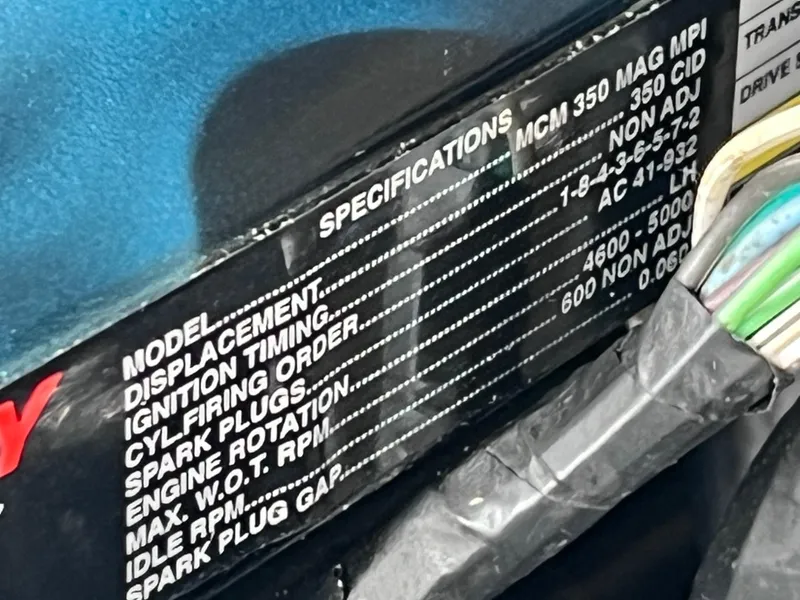 SPECIFICATIONS
MODEL..........MCM 350 MAG MPI
DISPLACEMENT..........350 CID
IGNITION TIMING..........NON ADJ
CYL.FIRING ORDER..........1-8-4-3-6-5-7-2
SPARK PLUGS..........AC 41-932
ENGINE ROTATION..........LH
MAX. W.O.T. RPM..........4600 - 5000
IDLE RPM..........600 NON ADJ
SPARK PLUG GAP..........0.060
TRANS
DRIVE S